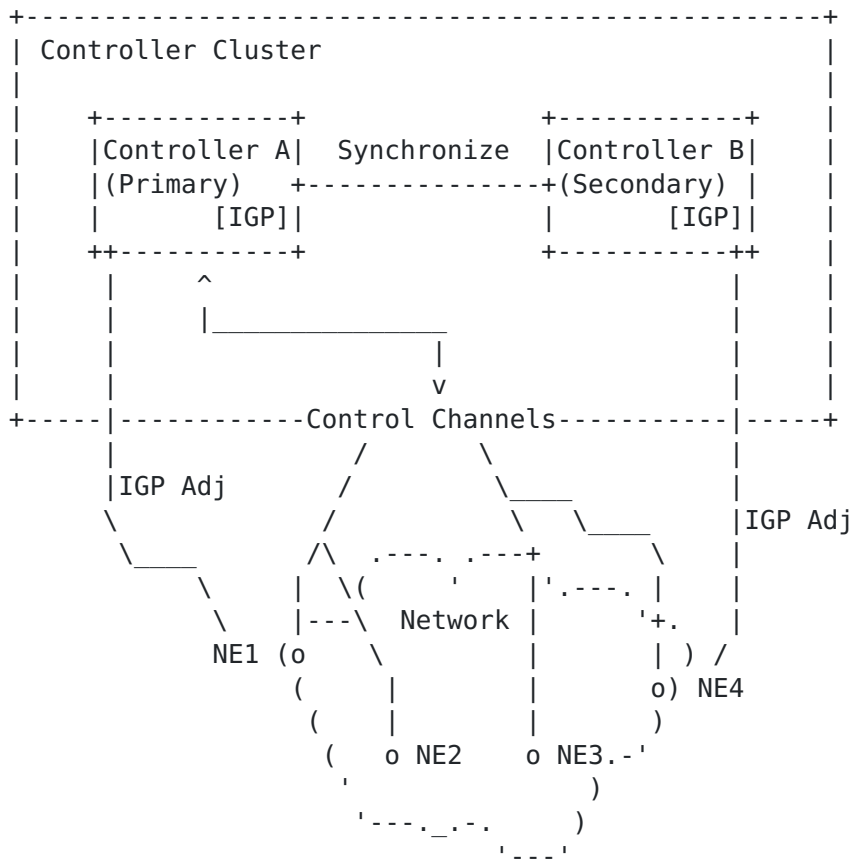 Controller Cluster
Controller A| Synchronize |Controller B
(Primary) (Secondary)
[IGP] [IGP]
Control Channels
IGP Adj
IGP Adj
Network
NE1
NE4
NE2 NE3